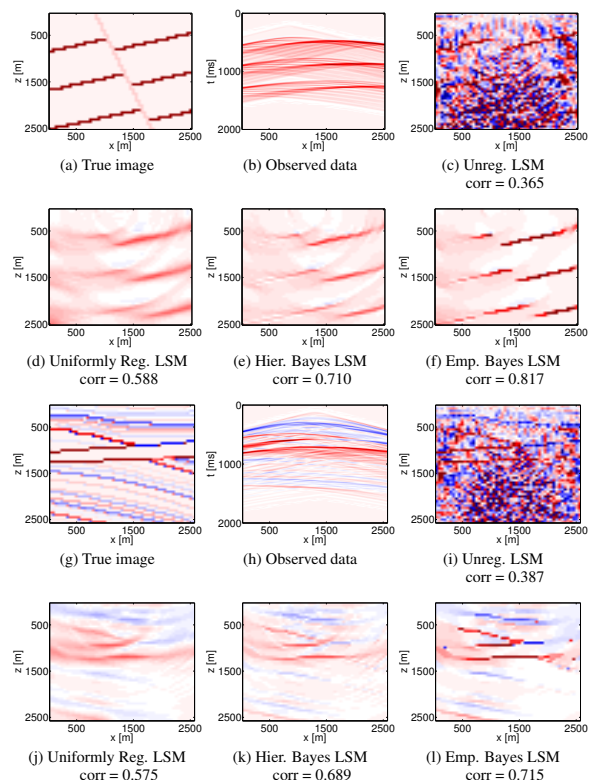 500
1500
2500
z [m]
500 1500 2500
x [m]
(a) True image
0
1000
2000
t [ms]
500 1500 2500
x [m]
(b) Observed data
500
1500
2500
z [m]
500 1500 2500
x [m]
(c) Unreg. LSM
corr = 0.365
500
1500
2500
z [m]
500 1500 2500
x [m]
(d) Uniformly Reg. LSM
corr = 0.588
500
1500
2500
z [m]
500 1500 2500
x [m]
(e) Hier. Bayes LSM
corr = 0.710
500
1500
2500
z [m]
500 1500 2500
x [m]
(f) Emp. Bayes LSM
corr = 0.817
500
1500
2500
z [m]
500 1500 2500
x [m]
(g) True image
0
1000
2000
t [ms]
500 1500 2500
x [m]
(h) Observed data
500
1500
2500
z [m]
500 1500 2500
x [m]
(i) Unreg. LSM
corr = 0.387
500
1500
2500
z [m]
500 1500 2500
x [m]
(j) Uniformly Reg. LSM
corr = 0.575
500
1500
2500
z [m]
500 1500 2500
x [m]
(k) Hier. Bayes LSM
corr = 0.689
500
1500
2500
z [m]
500 1500 2500
x [m]
(l) Emp. Bayes LSM
corr = 0.715